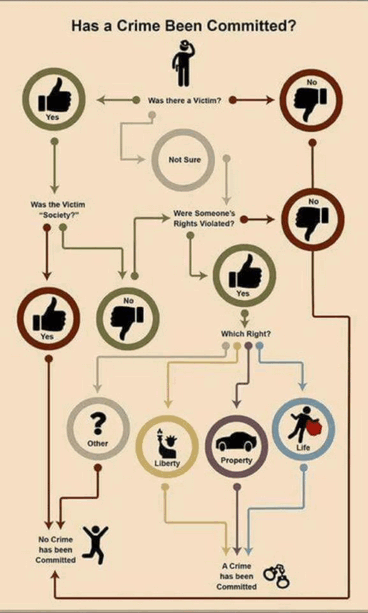 Has a Crime Been Committed?
Was there a Victim?
Yes
No
Not Sure
Was the Victim
"Society?"
Were Someone's
Rights Violated?
No
Yes
No
Yes
Which Right?
Other
Liberty
Property
Life
No Crime
has been
Committed
A Crime
has been
Committed